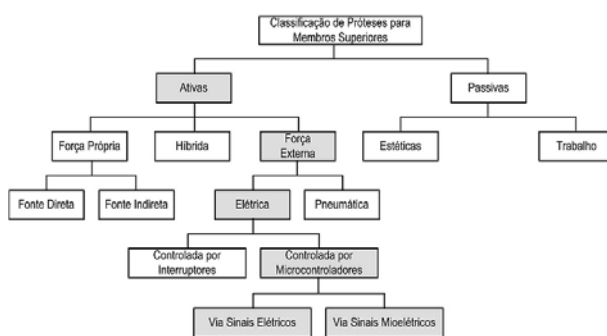 Classificação de Próteses para
Membros Superiores
Ativas
Passivas
Força Própria
Híbrida
Força
Externa
Estéticas
Trabalho
Fonte Direta
Fonte Indireta
Elétrica
Pneumática
Controlada por
Interruptores
Controlada por
Microcontroladores
Via Sinais Elétricos
Via Sinais Mioelétricos